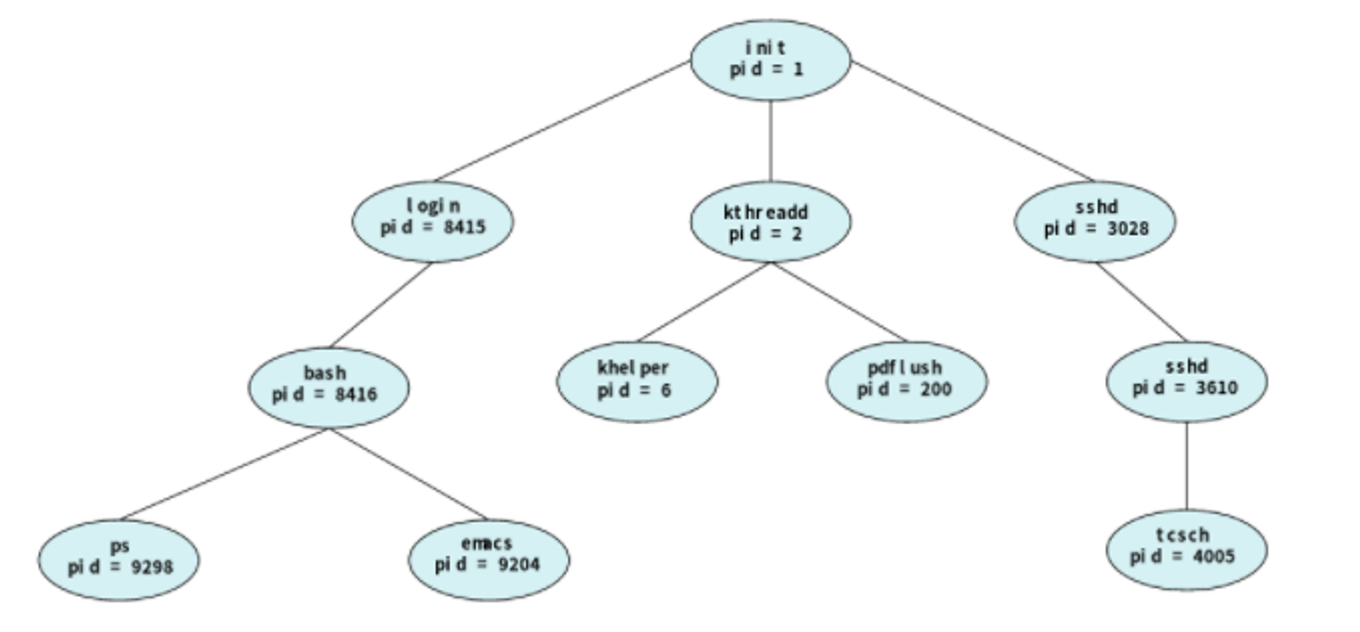 init
pid = 1
login
pid = 8415
kthreadd
pid = 2
sshd
pid = 3028
bash
pid = 8416
khelper
pid = 6
pdflush
pid = 200
sshd
pid = 3610
ps
pid = 9298
emacs
pid = 9204
tcsch
pid = 4005